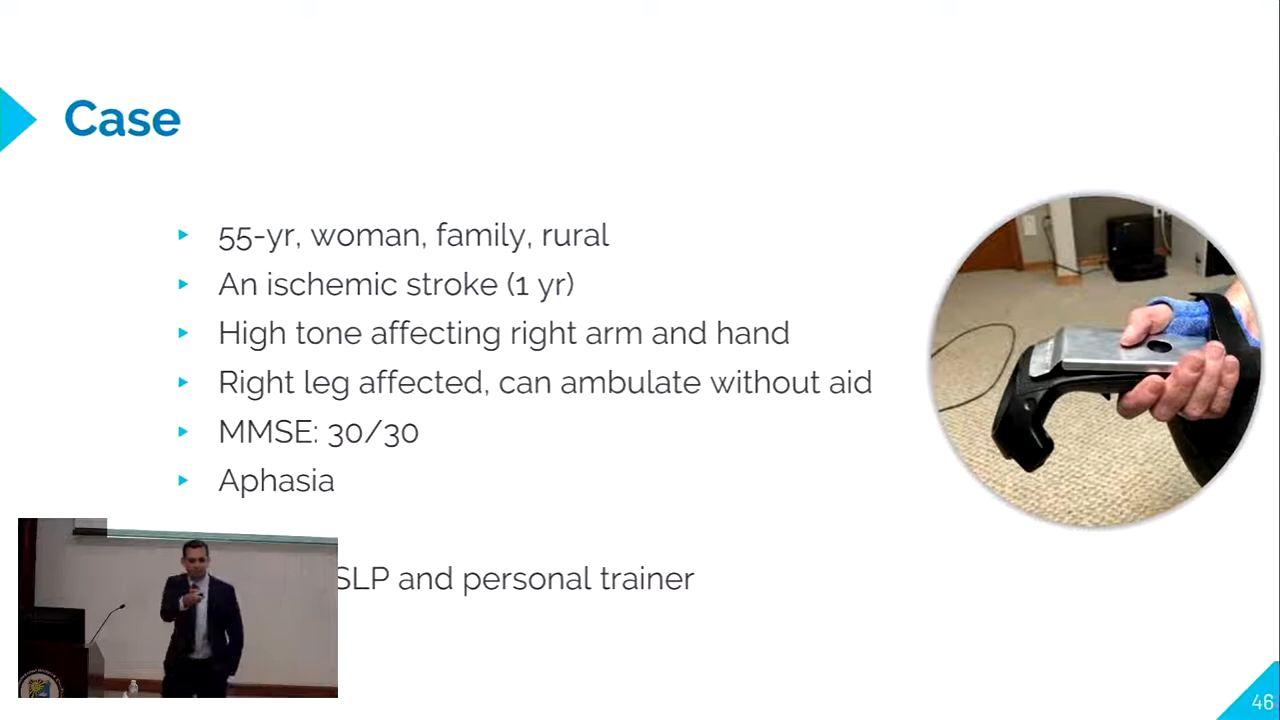 Case
55-yr, woman, family, rural
An ischemic stroke (1 yr)
High tone affecting right arm and hand
Right leg affected, can ambulate without aid
MMSE: 30/30
Aphasia
SLP and personal trainer
46